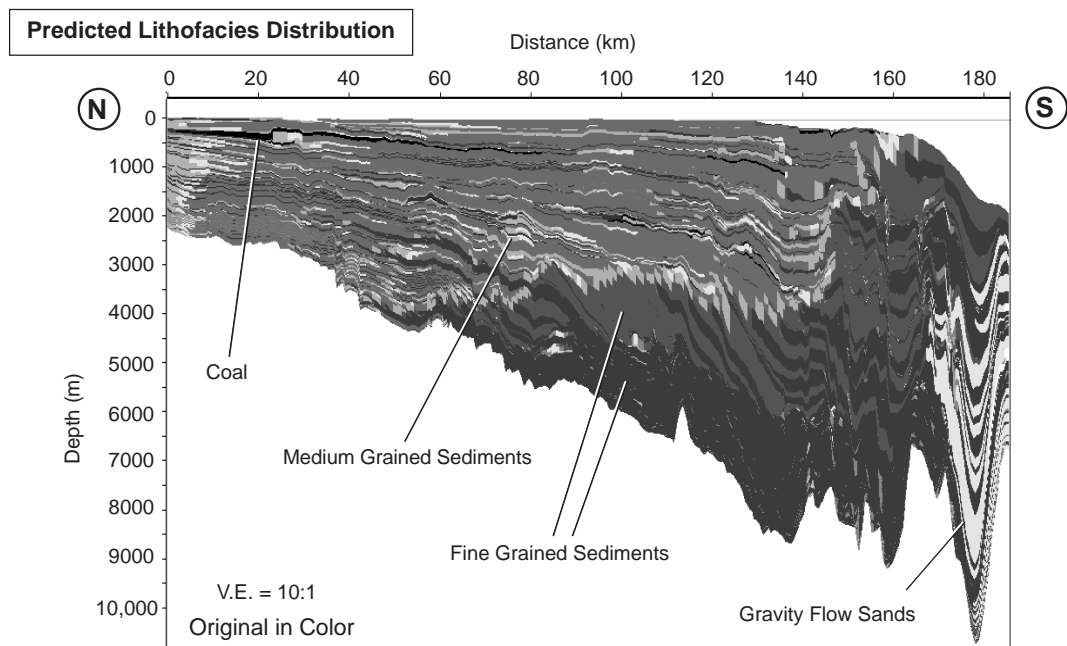 Predicted Lithofacies Distribution
Distance (km)
0 20 40 60 80 100 120 140 160 180
N
S
0
1000
2000
3000
4000
5000
6000
7000
8000
9000
10,000
Depth (m)
Coal
Medium Grained Sediments
Fine Grained Sediments
Gravity Flow Sands
V.E. = 10:1
Original in Color